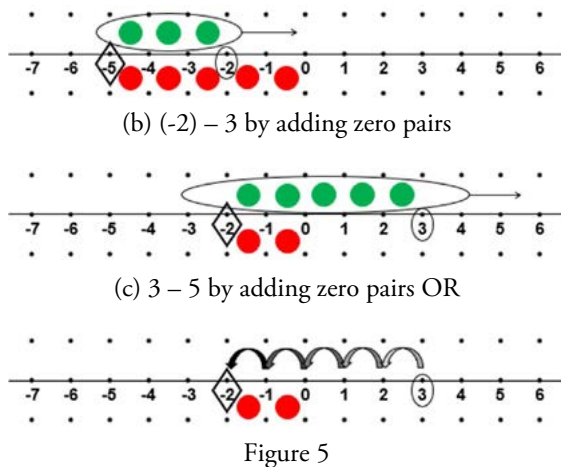 -7 -6 -5 -4 -3 -2 -1 0 1 2 3 4 5 6
(b) (-2) – 3 by adding zero pairs
-7 -6 -5 -4 -3 -2 -1 0 1 2 3 4 5 6
(c) 3 – 5 by adding zero pairs OR
-7 -6 -5 -4 -3 -2 -1 0 1 2 3 4 5 6
Figure 5